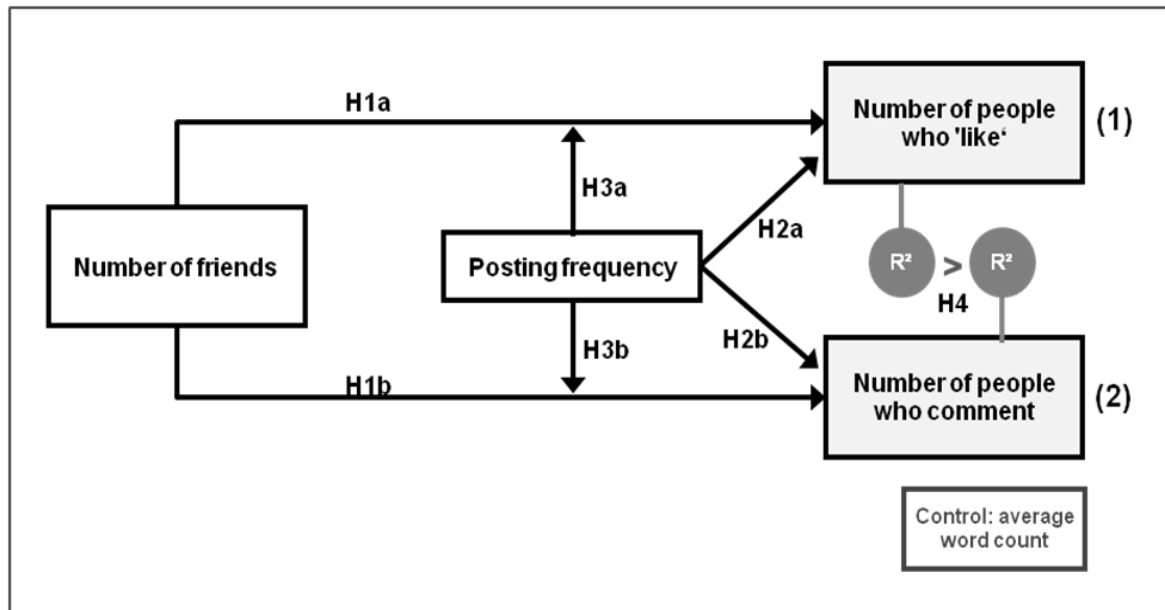 H1a
Number of people
who 'like‘
(1)
H3a
H2a
Number of friends
Posting frequency
R² > R²
H4
H3b
H2b
H1b
Number of people
who comment
(2)
Control: average
word count